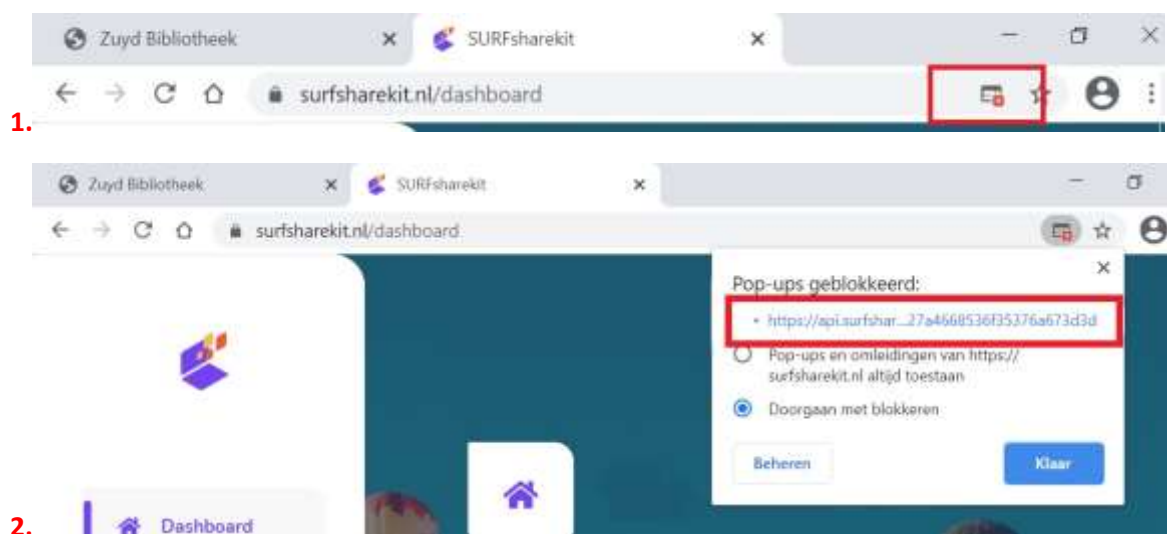 Zuyd Bibliotheek SURFsharekit
surfsharekit.nl/dashboard
1.
Zuyd Bibliotheek SURFsharekit
surfsharekit.nl/dashboard
Pop-ups geblokkeerd:
• https://api.surfshar...27a4668536f35376a673d3d
Pop-ups en omleidingen van https://
surfsharekit.nl altijd toestaan
Doorgaan met blokkeren
Beheren Klaar
Dashboard
2.